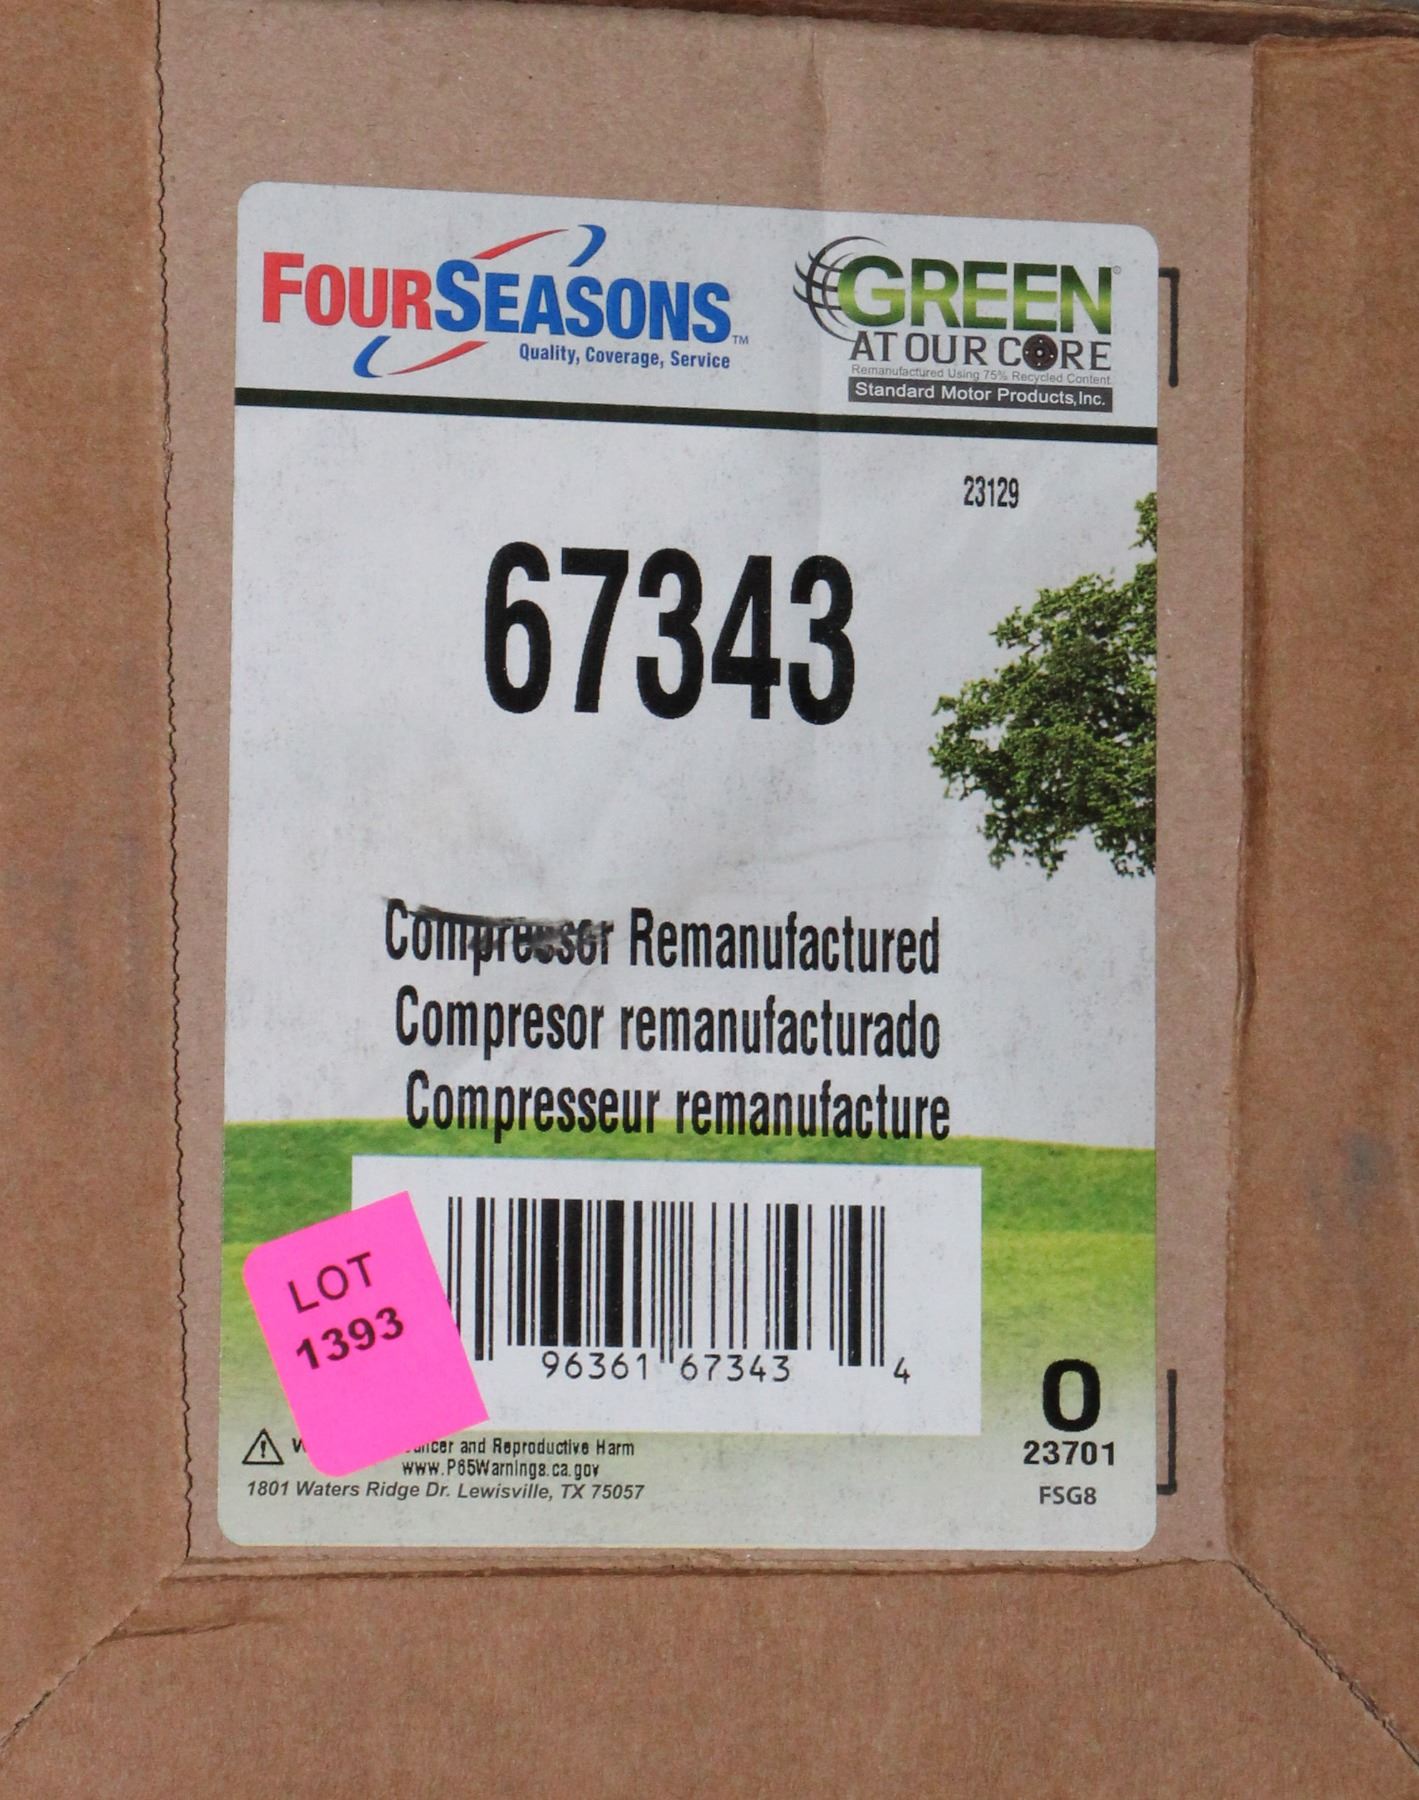 FOURSEASONS™
Quality, Coverage, Service
GREEN®
AT OUR CORE
Remanufactured Using 75% Recycled Content
Standard Motor Products,Inc.
23129
67343
Compressor Remanufactured
Compresor remanufacturado
Compresseur remanufacture
LOT
1393
96361 67343 4
0
23701
FSG8
and Reproductive Harm
www.P65Warnings.ca.gov
1801 Waters Ridge Dr. Lewisville, TX 75057